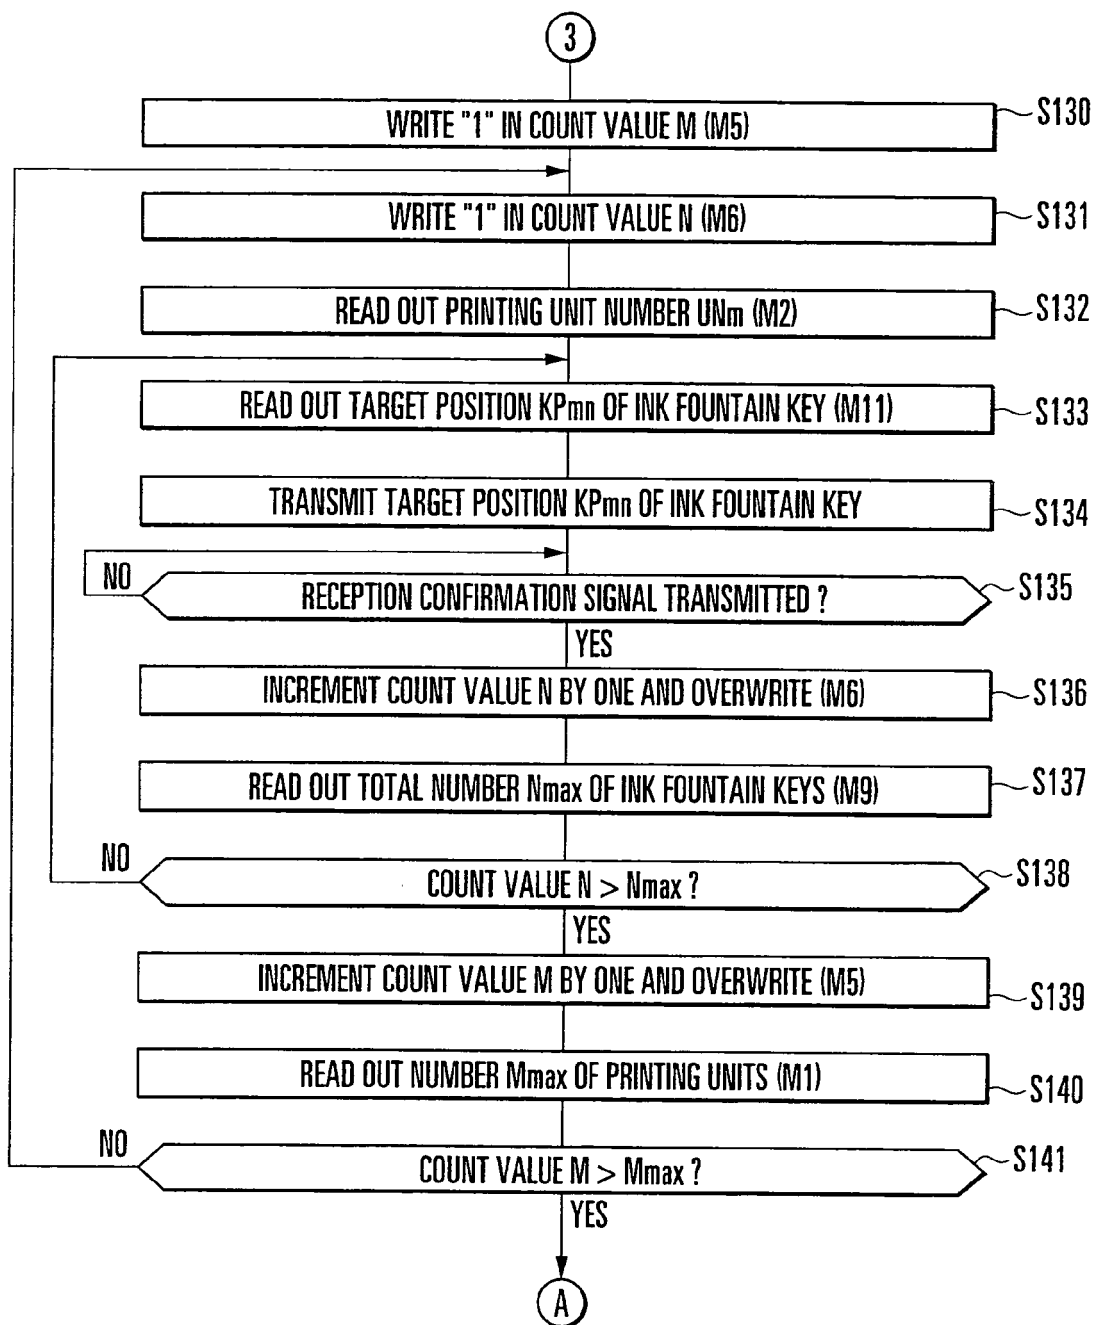 3
WRITE "1" IN COUNT VALUE M (M5)
S130
WRITE "1" IN COUNT VALUE N (M6)
S131
READ OUT PRINTING UNIT NUMBER UNm (M2)
S132
READ OUT TARGET POSITION KPmn OF INK FOUNTAIN KEY (M11)
S133
TRANSMIT TARGET POSITION KPmn OF INK FOUNTAIN KEY
S134
NO
RECEPTION CONFIRMATION SIGNAL TRANSMITTED ?
S135
YES
INCREMENT COUNT VALUE N BY ONE AND OVERWRITE (M6)
S136
READ OUT TOTAL NUMBER Nmax OF INK FOUNTAIN KEYS (M9)
S137
NO
COUNT VALUE N > Nmax ?
S138
YES
INCREMENT COUNT VALUE M BY ONE AND OVERWRITE (M5)
S139
READ OUT NUMBER Mmax OF PRINTING UNITS (M1)
S140
NO
COUNT VALUE M > Mmax ?
S141
YES
A